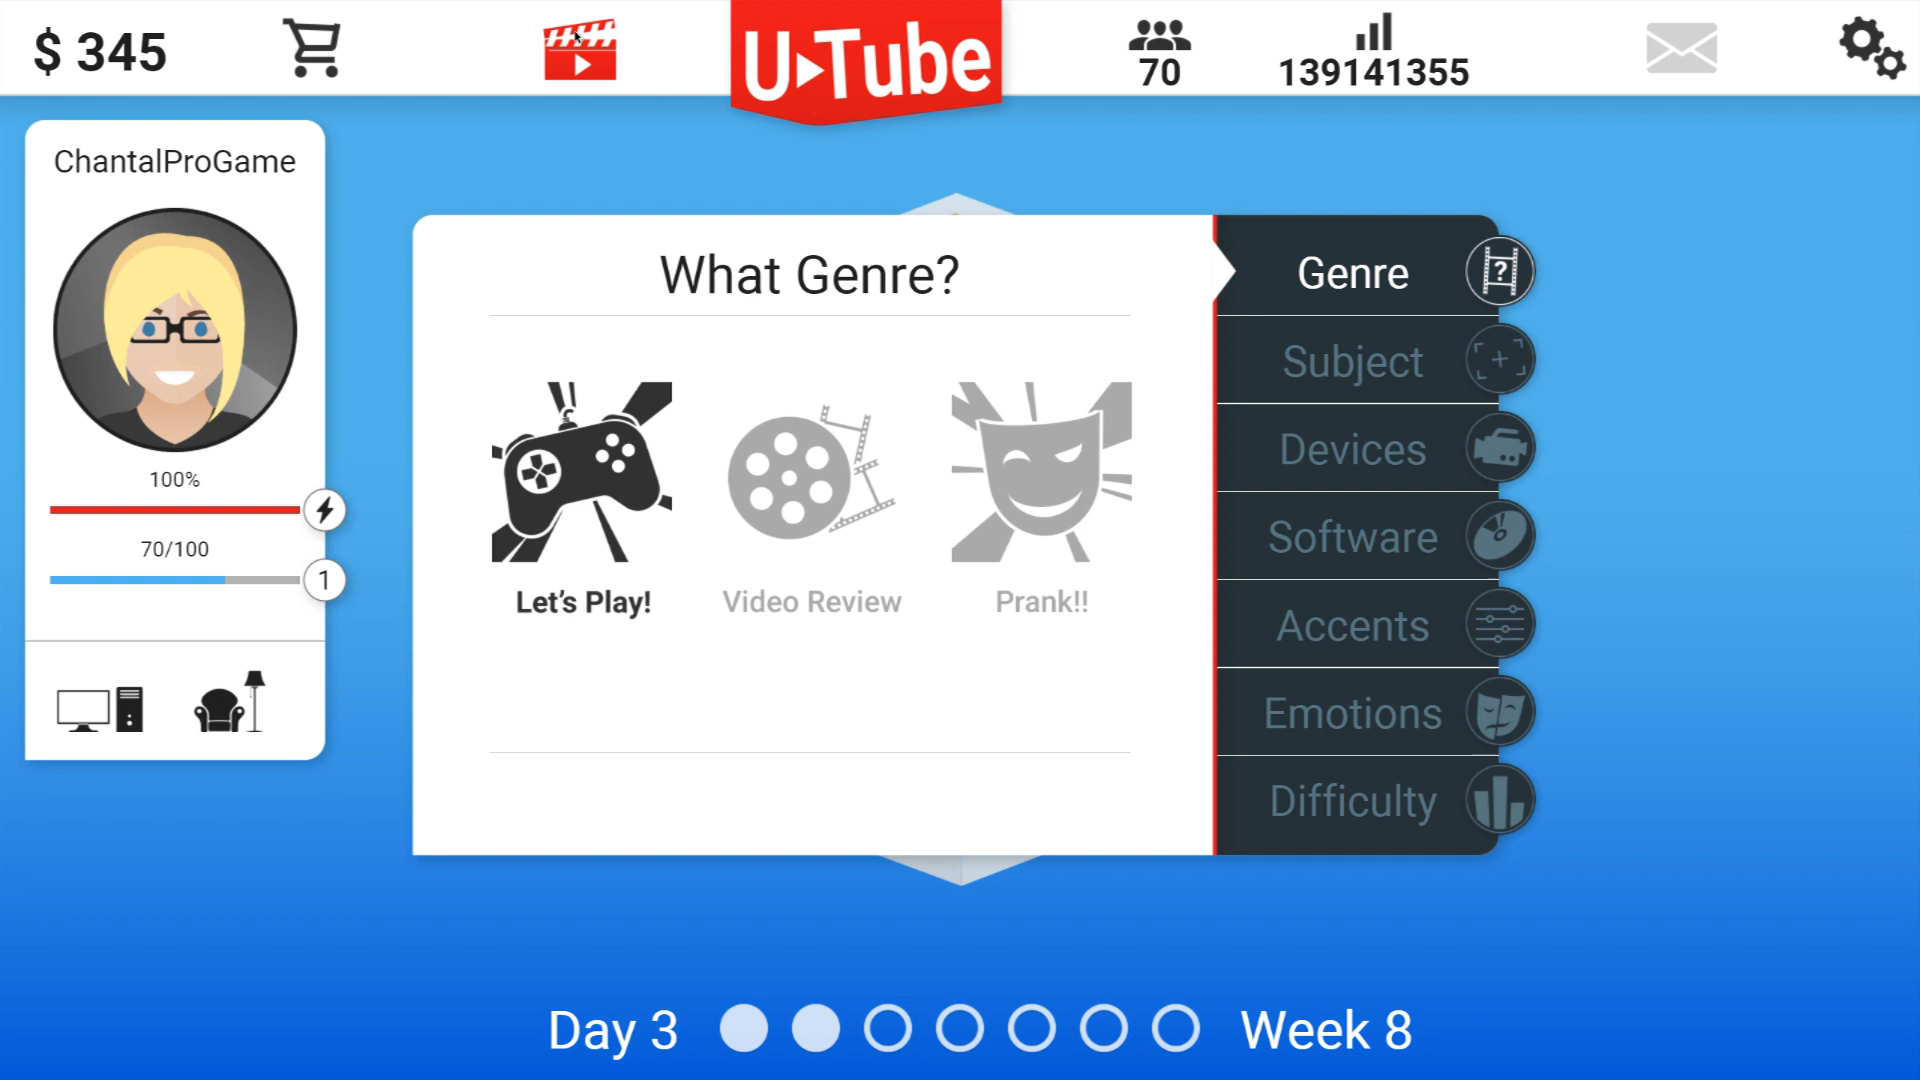 $ 345
U Tube
70
139141355
ChantalProGame
100%
70/100
1
What Genre?
Let's Play!
Video Review
Prank!!
Genre
?
Subject
Devices
Software
Accents
Emotions
Difficulty
Day 3
Week 8